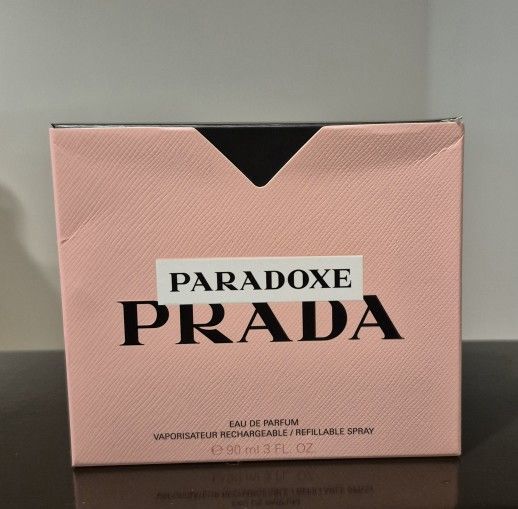 PARADOXE
PRADA
EAU DE PARFUM
VAPORISATEUR RECHARGEABLE / REFILLABLE SPRAY
℮ 90 ml 3 FL. OZ.